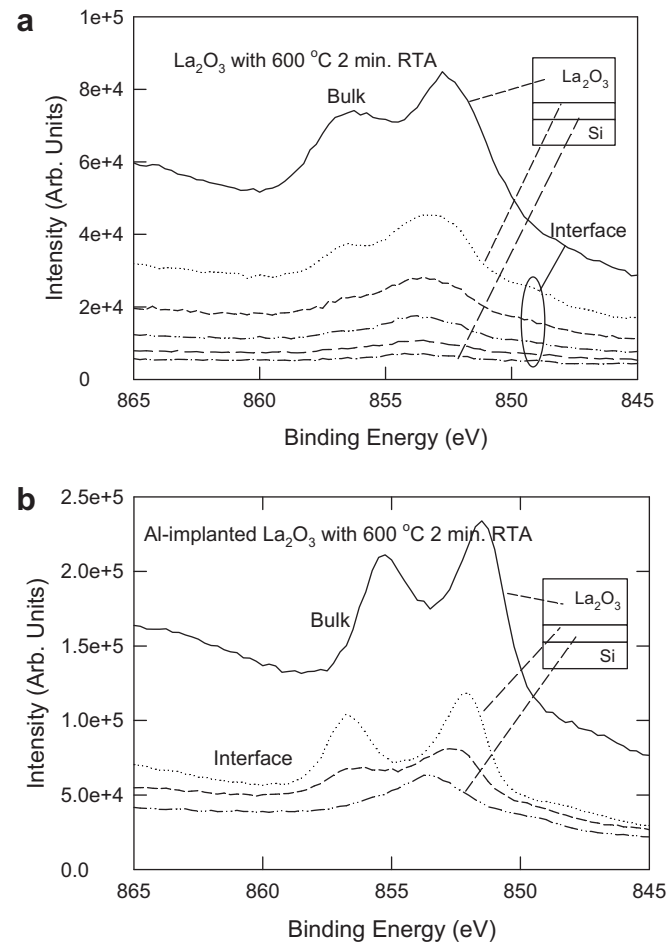 a
1e+5
8e+4
6e+4
4e+4
2e+4
0
Intensity (Arb. Units)
La₂O₃ with 600 °C 2 min. RTA
Bulk
La₂O₃
Si
Interface
865
860
855
850
845
Binding Energy (eV)
b
2.5e+5
2.0e+5
1.5e+5
1.0e+5
5.0e+4
0.0
Intensity (Arb. Units)
Al-implanted La₂O₃ with 600 °C 2 min. RTA
Bulk
La₂O₃
Si
Interface
865
860
855
850
845
Binding Energy (eV)